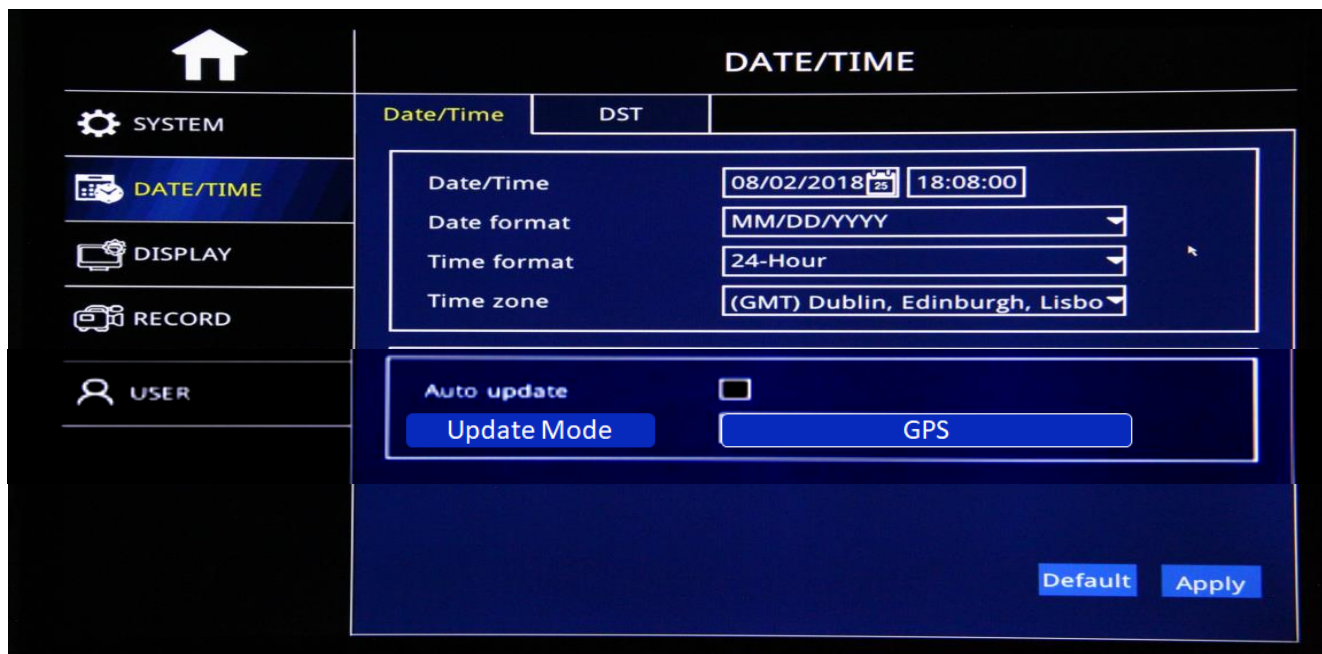 DATE/TIME
SYSTEM
DATE/TIME
DISPLAY
RECORD
USER
Date/Time DST
Date/Time 08/02/2018 25 18:08:00
Date format MM/DD/YYYY
Time format 24-Hour
Time zone (GMT) Dublin, Edinburgh, Lisbo
Auto update
Update Mode GPS
Default Apply